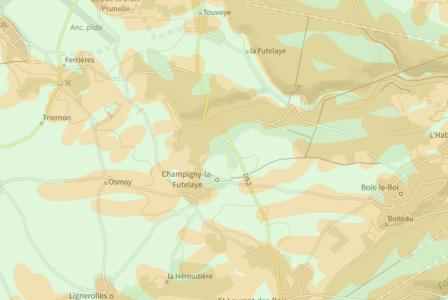 Prunelle
Touvoye
Anc. piste
la Futelaye
Ferrières
Triernon
L'Hab
Champigny-la-
Futelaye
D52
Osmoy
Bois-le-Roi
Boiteau
la Héroudière
Lignerolles